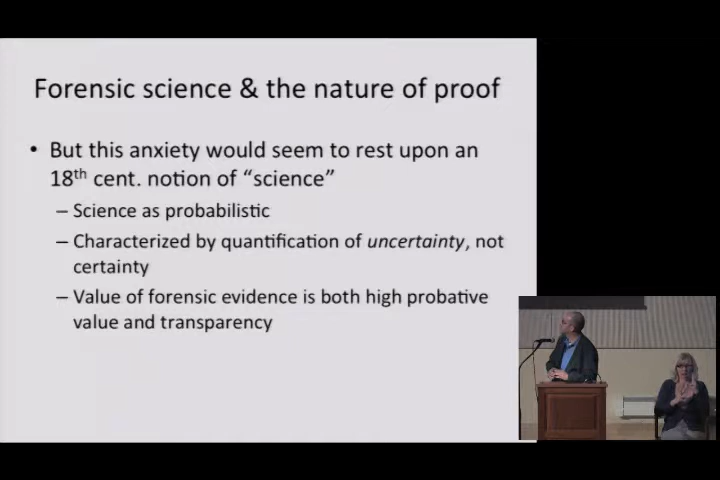 Forensic science & the nature of proof
• But this anxiety would seem to rest upon an
18th cent. notion of “science”
– Science as probabilistic
– Characterized by quantification of uncertainty, not
certainty
– Value of forensic evidence is both high probative
value and transparency